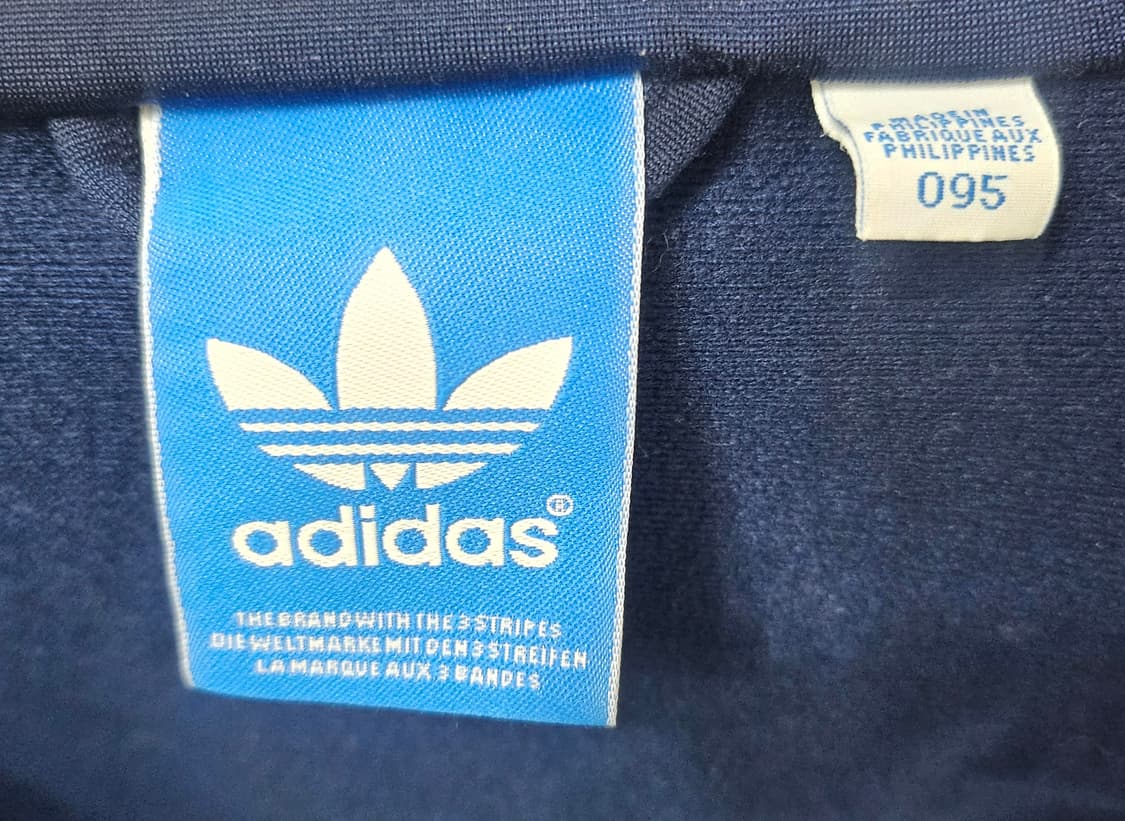 adidas®
THE BRAND WITH THE 3 STRIPES
DIE WELTMARKE MIT DEN 3 STREIFEN
LA MARQUE AUX 3 BANDES
MADE IN
PHILIPPINES
FABRIQUE AUX
PHILIPPINES
095